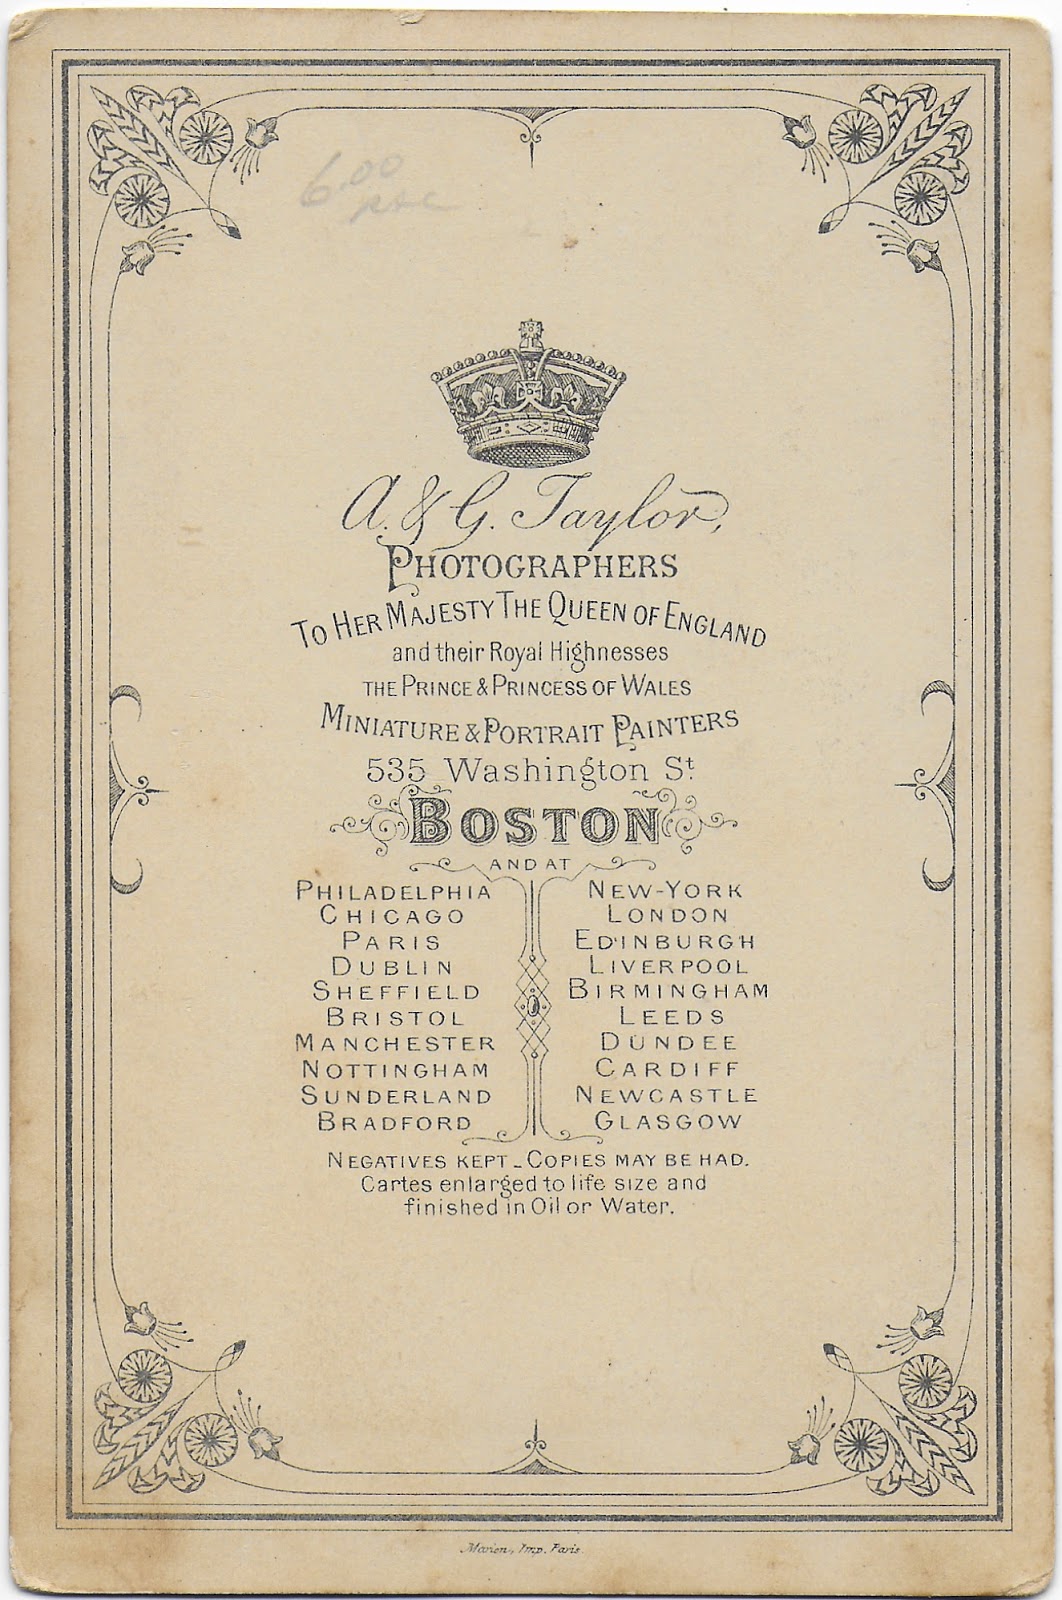 6.00
A. & G. Taylor,
PHOTOGRAPHERS
TO HER MAJESTY THE QUEEN OF ENGLAND
and their Royal Highnesses
THE PRINCE & PRINCESS OF WALES
MINIATURE & PORTRAIT PAINTERS
535 Washington St
BOSTON
AND AT
PHILADELPHIA
CHICAGO
PARIS
DUBLIN
SHEFFIELD
BRISTOL
MANCHESTER
NOTTINGHAM
SUNDERLAND
BRADFORD
NEW-YORK
LONDON
EDINBURGH
LIVERPOOL
BIRMINGHAM
LEEDS
DUNDEE
CARDIFF
NEWCASTLE
GLASGOW
NEGATIVES KEPT _ COPIES MAY BE HAD.
Cartes enlarged to life size and
finished in Oil or Water.
Marion, Imp. Paris.